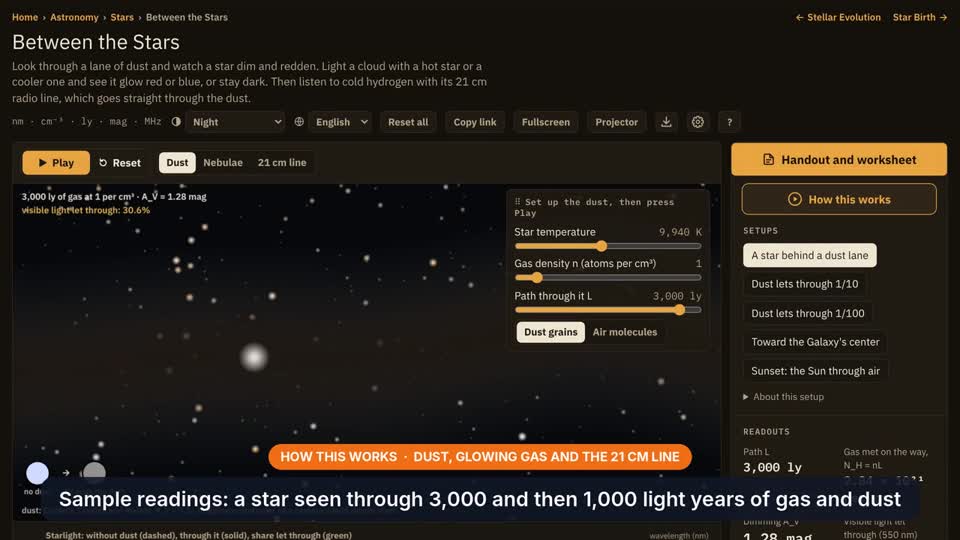 Home › Astronomy › Stars › Between the Stars
← Stellar Evolution Star Birth →
Between the Stars
Look through a lane of dust and watch a star dim and redden. Light a cloud with a hot star or a
cooler one and see it glow red or blue, or stay dark. Then listen to cold hydrogen with its 21 cm
radio line, which goes straight through the dust.
nm · cm⁻³ · ly · mag · MHz Night English Reset all Copy link Fullscreen Projector ?
Play Reset Dust Nebulae 21 cm line
3,000 ly of gas at 1 per cm³ · A_V = 1.28 mag
visible light let through: 30.6%
Set up the dust, then press
Play
Star temperature 9,940 K
Gas density n (atoms per cm³) 1
Path through it L 3,000 ly
Dust grains Air molecules
Handout and worksheet
How this works
SETUPS
A star behind a dust lane
Dust lets through 1/10
Dust lets through 1/100
Toward the Galaxy's center
Sunset: the Sun through air
About this setup
READOUTS
Path L
3,000 ly
Gas met on the way,
N_H = nL
HOW THIS WORKS · DUST, GLOWING GAS AND THE 21 CM LINE
→
Sample readings: a star seen through 3,000 and then 1,000 light years of gas and dust
no
dust:
Dimming A_V
1.28 mag
Visible light let
through (550 nm)
Starlight: without dust (dashed), through it (solid), share let through (green)
wavelength (nm)